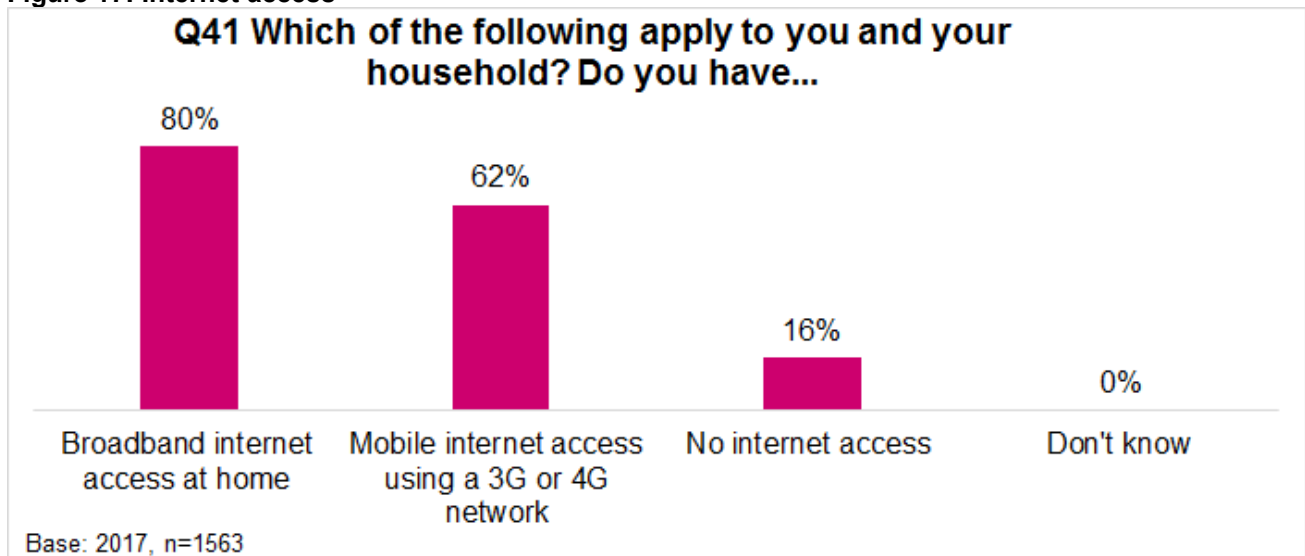 Q41 Which of the following apply to you and your
household? Do you have...
80%
62%
16%
0%
Broadband internet
access at home
Mobile internet access
using a 3G or 4G
network
No internet access
Don't know
Base: 2017, n=1563